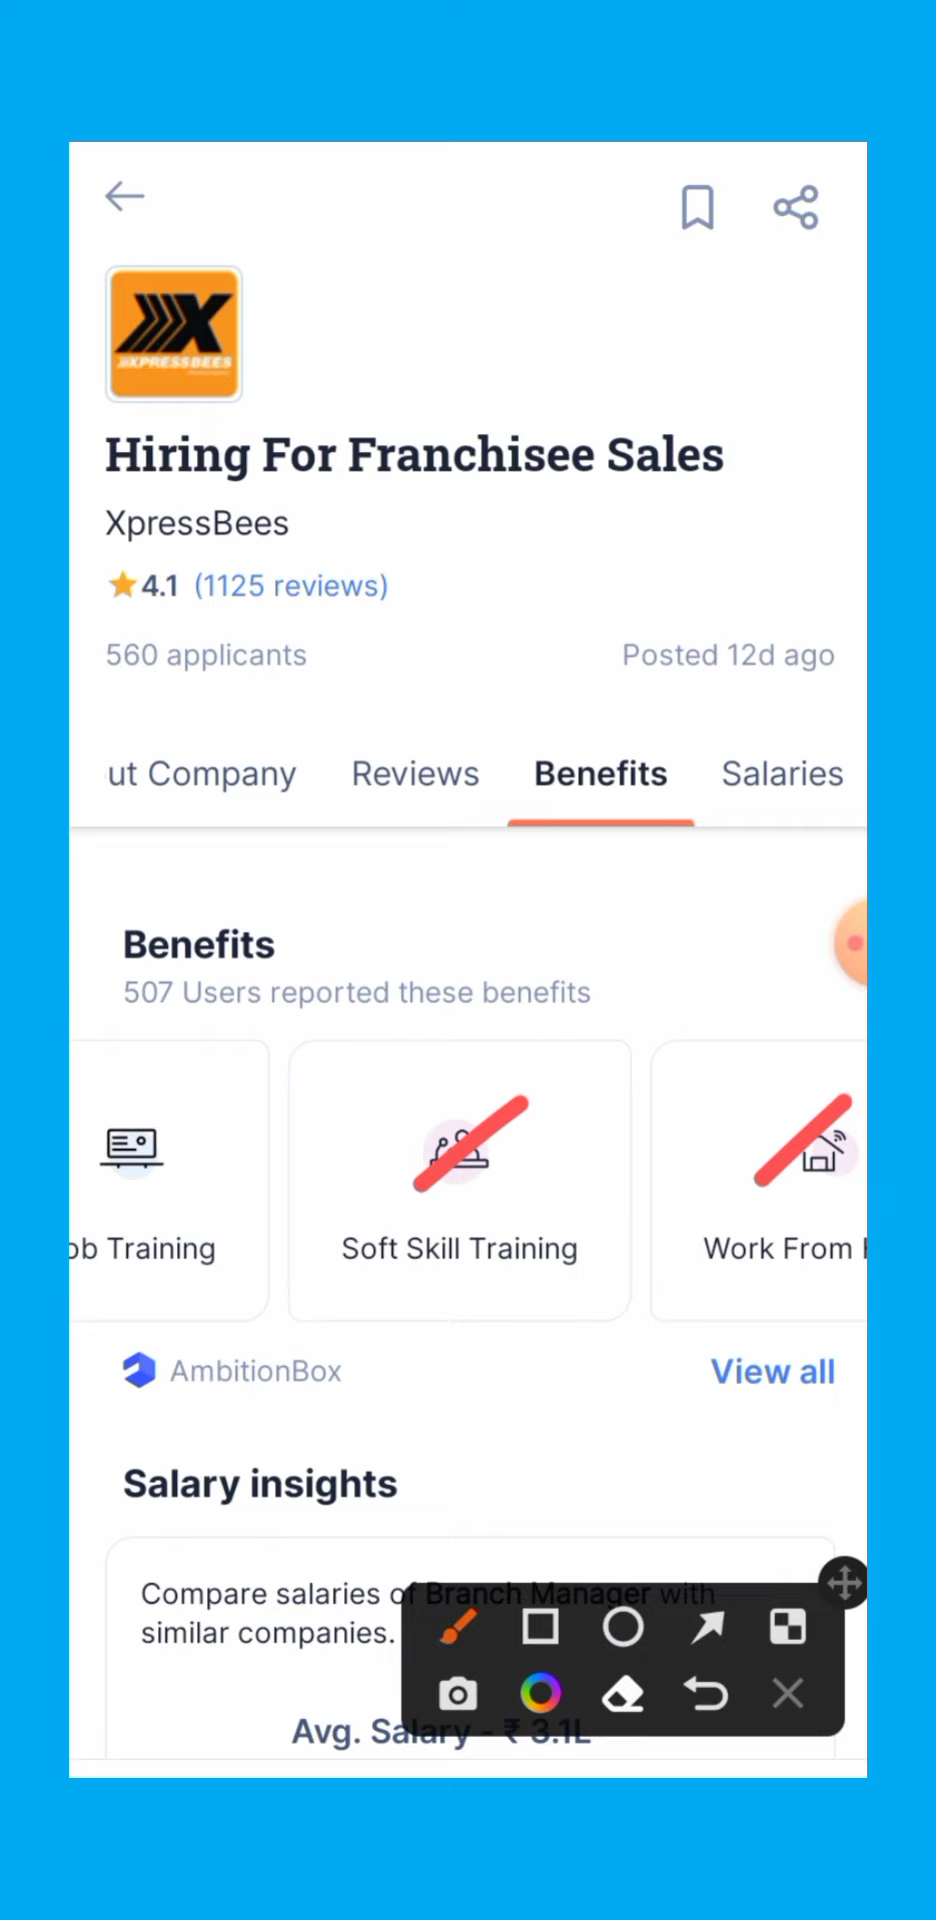 XPRESSBEES
Hiring For Franchisee Sales
XpressBees
4.1 (1125 reviews)
560 applicants Posted 12d ago
ut Company Reviews Benefits Salaries
Benefits
507 Users reported these benefits
ob Training Soft Skill Training Work From
AmbitionBox View all
Salary insights
Compare salaries of Branch Manager with
similar companies.
Avg. Salary - ₹ 3.1L